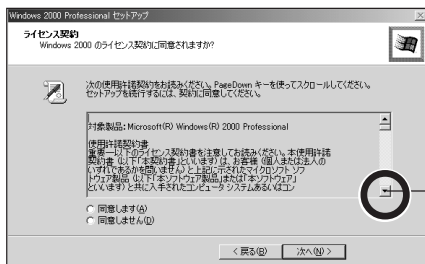 Windows 2000 Professional セットアップ
ライセンス契約
Windows 2000 のライセンス契約に同意されますか?
次の使用許諾契約をお読みください。PageDown キーを使ってスクロールしてください。
セットアップを続行するには、契約に同意してください。
対象製品: Microsoft(R) Windows(R) 2000 Professional
使用許諾契約書
重要－以下のライセンス契約書を注意してお読みください。本使用許諾
契約書 (以下「本契約書」といいます) は、お客様 (個人または法人の
いずれであるかを問いません) と上記に示されたマイクロソフト ソフ
トウェア製品 (以下「本ソフトウェア製品」または「本ソフトウェア」
といいます) と共に入手されたコンピュータ システムあるいはコン
同意します(A)
同意しません(D)
< 戻る(B)
次へ(N) >